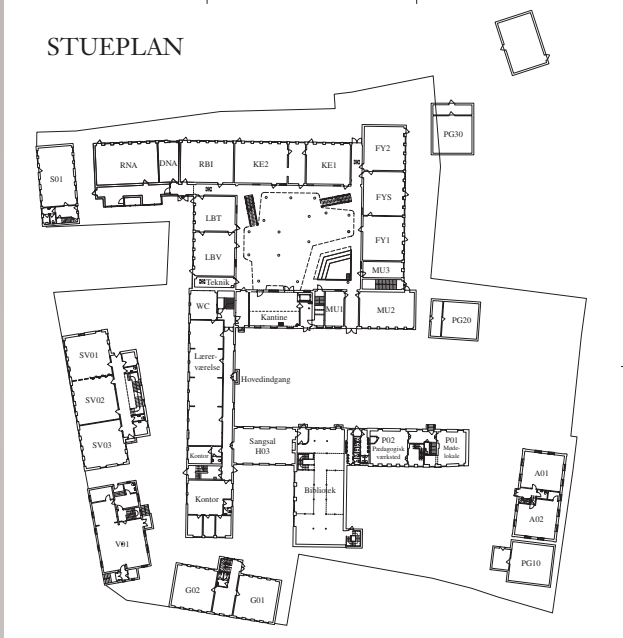 STUEPLAN
PG30
S01
RNA
DNA
RBI
KE2
KE1
FY2
FYS
LBT
LBV
FY1
MU3
Teknik
WC
Kantine
MU1
MU2
PG20
Lærer-
værelse
Hovedindgang
SV01
SV02
SV03
Sangsal
H03
P02
Pædagogisk
værksted
P01
Møde-
lokale
Kontor
Kontor
Bibliotek
A01
A02
V01
PG10
G02
G01